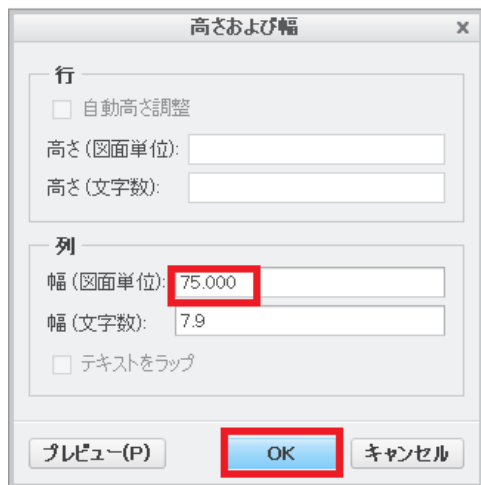 高さおよび幅 x
行
自動高さ調整
高さ(図面単位):
高さ(文字数):
列
幅(図面単位): 75.000
幅(文字数): 7.9
テキストをラップ
プレビュー(P) OK キャンセル